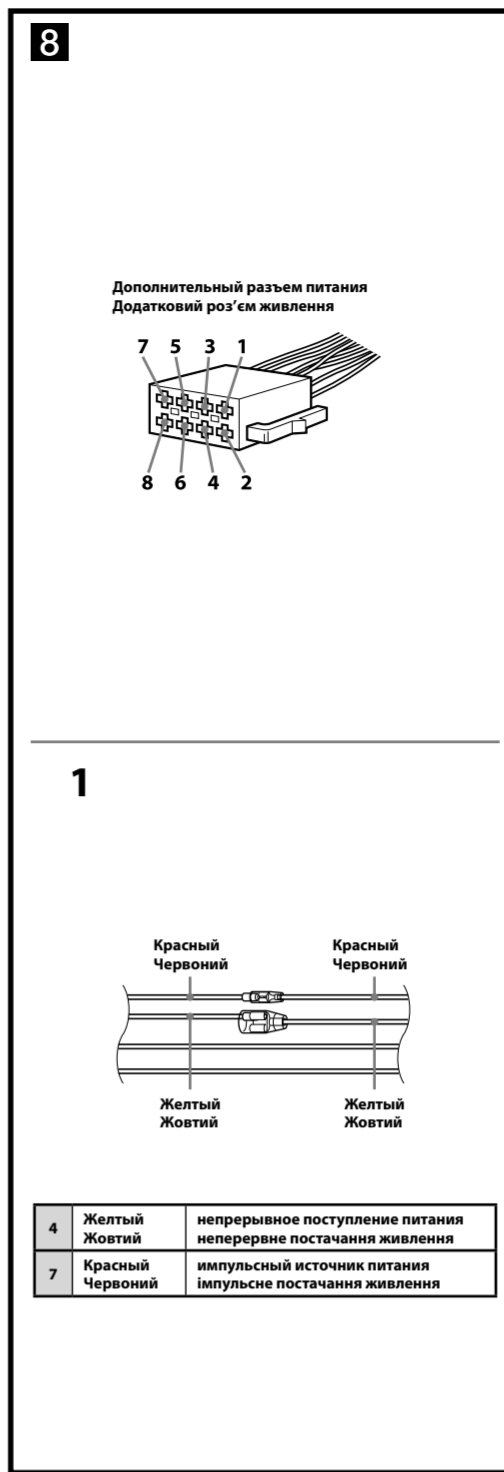 8
Дополнительный разъем питания
Додатковий роз’єм живлення
7 5 3 1
8 6 4 2
1
Красный Красный
Червоний Червоний
Желтый Желтый
Жовтий Жовтий
4 Желтый непрерывное поступление питания
Жовтий неперервне постачання живлення
7 Красный импульсный источник питания
Червоний імпульсне постачання живлення